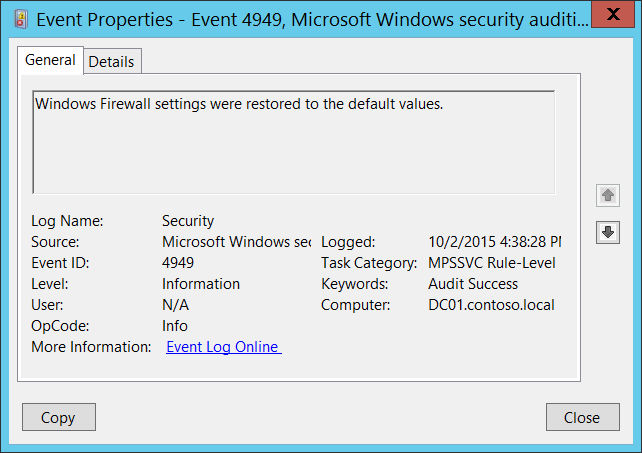 Event Properties - Event 4949, Microsoft Windows security auditi...
X
General
Details
Windows Firewall settings were restored to the default values.
Log Name: Security
Source: Microsoft Windows sec Logged: 10/2/2015 4:38:28 PM
Event ID: 4949 Task Category: MPSSVC Rule-Level
Level: Information Keywords: Audit Success
User: N/A Computer: DC01.contoso.local
OpCode: Info
More Information: Event Log Online
Copy
Close